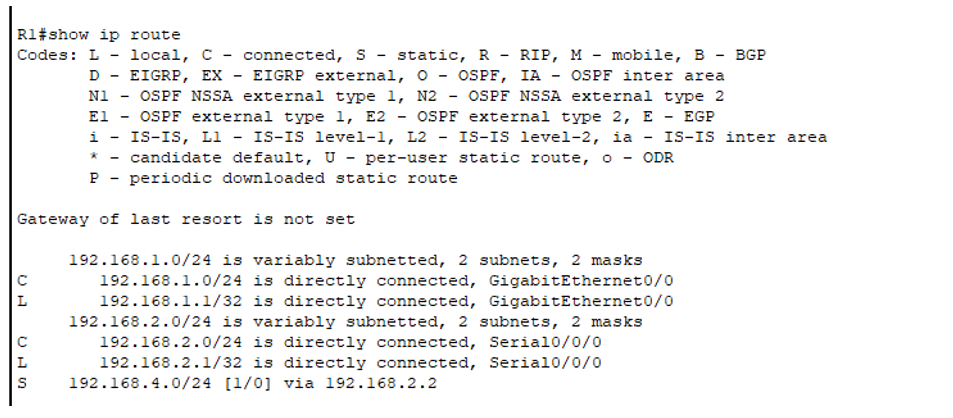 R1#show ip route
Codes: L - local, C - connected, S - static, R - RIP, M - mobile, B - BGP
       D - EIGRP, EX - EIGRP external, O - OSPF, IA - OSPF inter area
       N1 - OSPF NSSA external type 1, N2 - OSPF NSSA external type 2
       E1 - OSPF external type 1, E2 - OSPF external type 2, E - EGP
       i - IS-IS, L1 - IS-IS level-1, L2 - IS-IS level-2, ia - IS-IS inter area
       * - candidate default, U - per-user static route, o - ODR
       P - periodic downloaded static route
Gateway of last resort is not set
     192.168.1.0/24 is variably subnetted, 2 subnets, 2 masks
C       192.168.1.0/24 is directly connected, GigabitEthernet0/0
L       192.168.1.1/32 is directly connected, GigabitEthernet0/0
     192.168.2.0/24 is variably subnetted, 2 subnets, 2 masks
C       192.168.2.0/24 is directly connected, Serial0/0/0
L       192.168.2.1/32 is directly connected, Serial0/0/0
S    192.168.4.0/24 [1/0] via 192.168.2.2